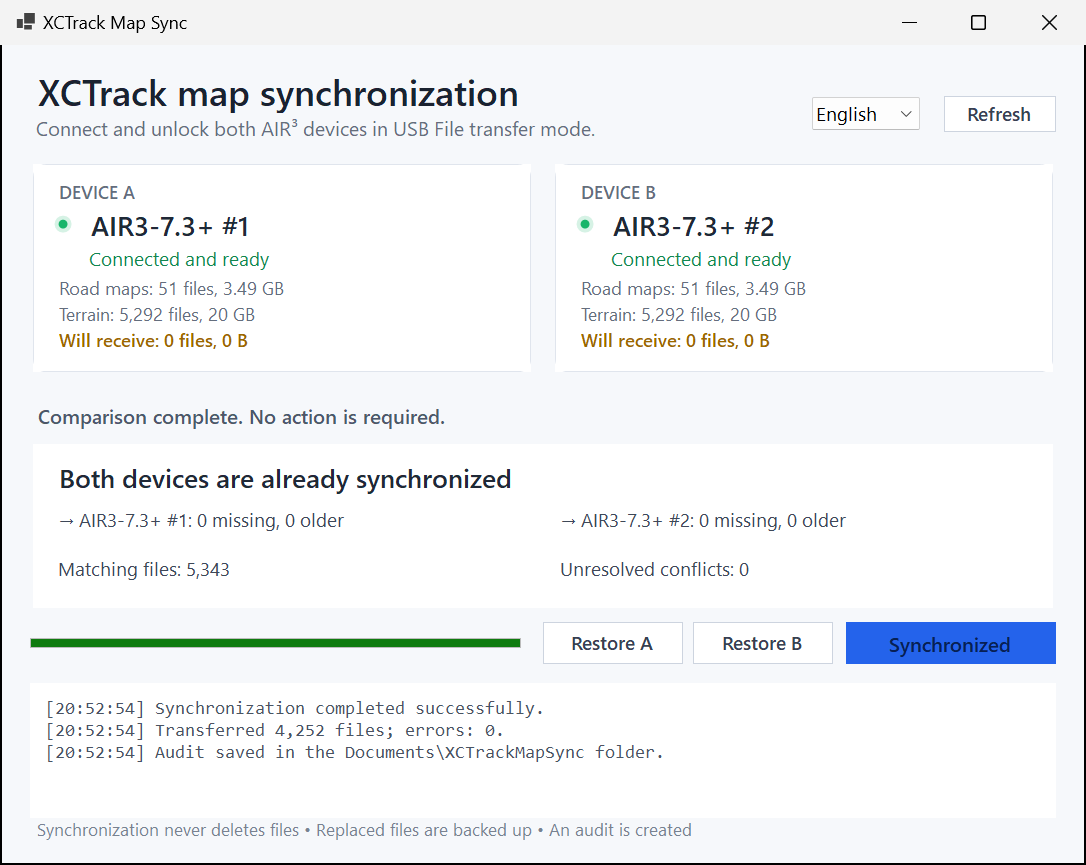 XCTrack Map Sync
XCTrack map synchronization
Connect and unlock both AIR³ devices in USB File transfer mode.
English
Refresh
DEVICE A
AIR3-7.3+ #1
Connected and ready
Road maps: 51 files, 3.49 GB
Terrain: 5,292 files, 20 GB
Will receive: 0 files, 0 B
DEVICE B
AIR3-7.3+ #2
Connected and ready
Road maps: 51 files, 3.49 GB
Terrain: 5,292 files, 20 GB
Will receive: 0 files, 0 B
Comparison complete. No action is required.
Both devices are already synchronized
→ AIR3-7.3+ #1: 0 missing, 0 older
→ AIR3-7.3+ #2: 0 missing, 0 older
Matching files: 5,343
Unresolved conflicts: 0
Restore A
Restore B
Synchronized
[20:52:54] Synchronization completed successfully.
[20:52:54] Transferred 4,252 files; errors: 0.
[20:52:54] Audit saved in the Documents\XCTrackMapSync folder.
Synchronization never deletes files • Replaced files are backed up • An audit is created